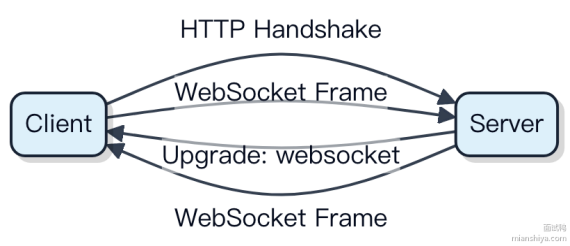 HTTP Handshake
WebSocket Frame
Client
Server
Upgrade: websocket
WebSocket Frame
面试鸭
mianshiya.com